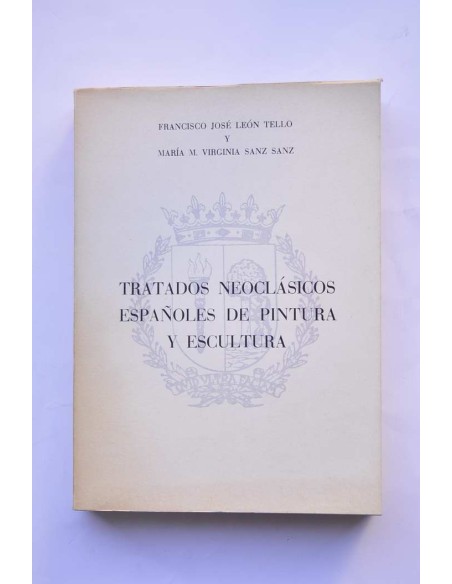 FRANCISCO JOSÉ LEÓN TELLO
Y
MARÍA M. VIRGINIA SANZ SANZ
TRATADOS NEOCLÁSICOS
ESPAÑOLES DE PINTURA
Y ESCULTURA